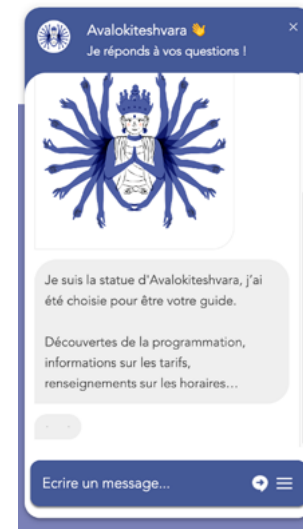 Avalokiteshvara 👋
Je réponds à vos questions !
×
Je suis la statue d'Avalokiteshvara, j'ai
été choisie pour être votre guide.
Découvertes de la programmation,
informations sur les tarifs,
renseignements sur les horaires...
Ecrire un message...